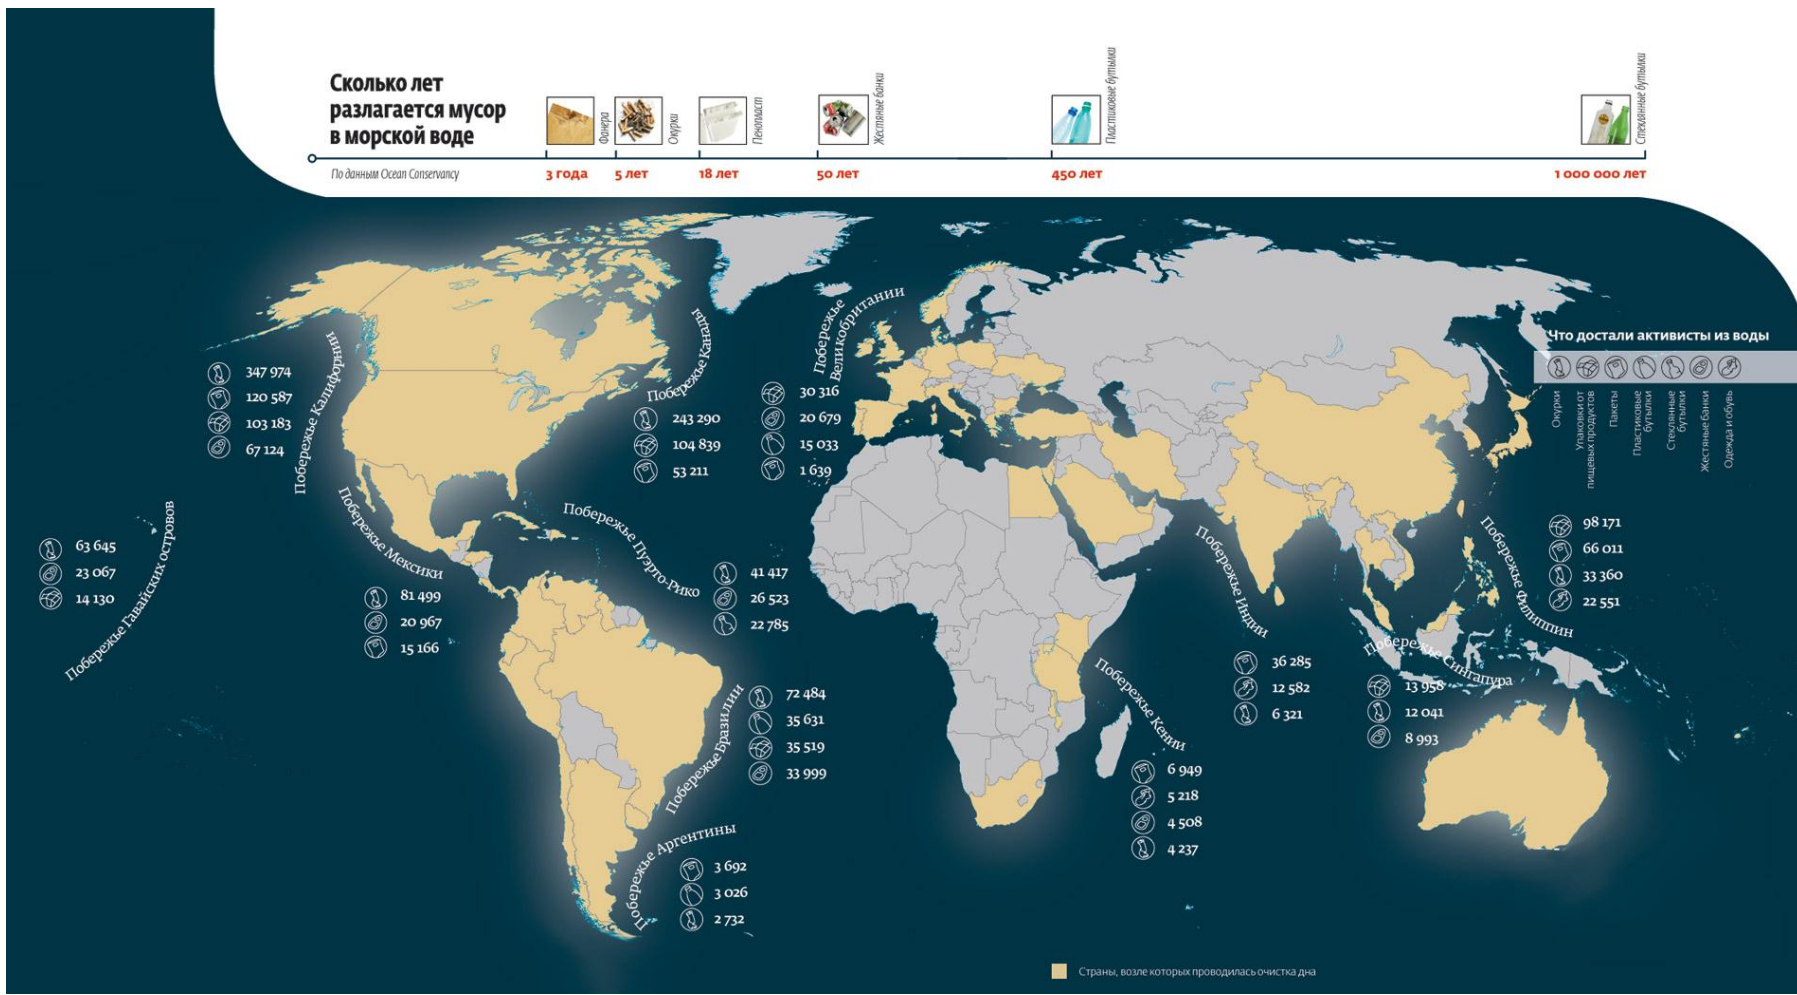 Сколько лет
разлагается мусор
в морской воде
По данным Ocean Conservancy
Фанера
Окурки
Пенопласт
Жестяные банки
Пластиковые бутылки
Стеклянные бутылки
3 года
5 лет
18 лет
50 лет
450 лет
1 000 000 лет
Что достали активисты из воды
Окурки
Упаковки от
пищевых продуктов
Пакеты
Пластиковые
бутылки
Стеклянные
бутылки
Жестяные банки
Одежда и обувь
Побережье Калифорнии
347 974
120 587
103 183
67 124
Побережье Канады
243 290
104 839
53 211
Побережье
Великобритании
30 316
20 679
15 033
1 639
Побережье Гавайских островов
63 645
23 067
14 130
Побережье Мексики
81 499
20 967
15 166
Побережье Пуэрто-Рико
41 417
26 523
22 785
Побережье Бразилии
72 484
35 631
35 519
33 999
Побережье Аргентины
3 692
3 026
2 732
Побережье Кении
6 949
5 218
4 508
4 237
Побережье Индии
36 285
12 582
6 321
Побережье Сингапура
13 958
12 041
8 993
Побережье Филиппин
98 171
66 011
33 360
22 551
Страны, возле которых проводилась очистка дна